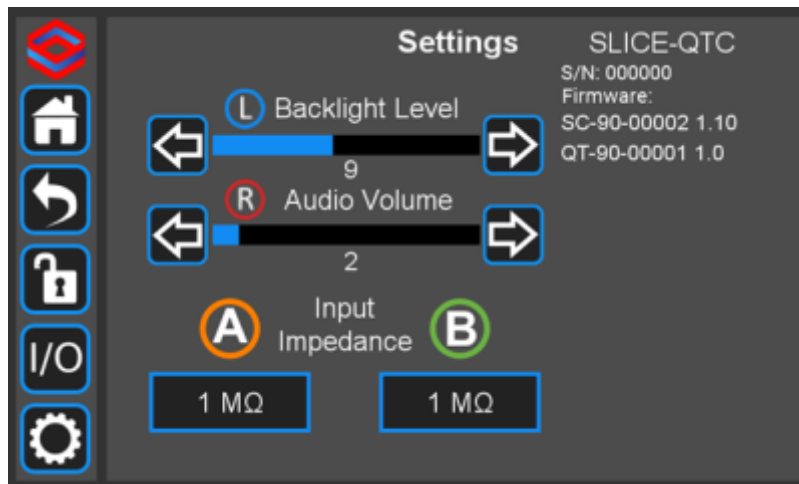 Settings
SLICE-QTC
S/N: 000000
Firmware:
SC-90-00002 1.10
QT-90-00001 1.0
L Backlight Level
9
R Audio Volume
2
A Input Impedance B
1 MΩ 1 MΩ
I/O